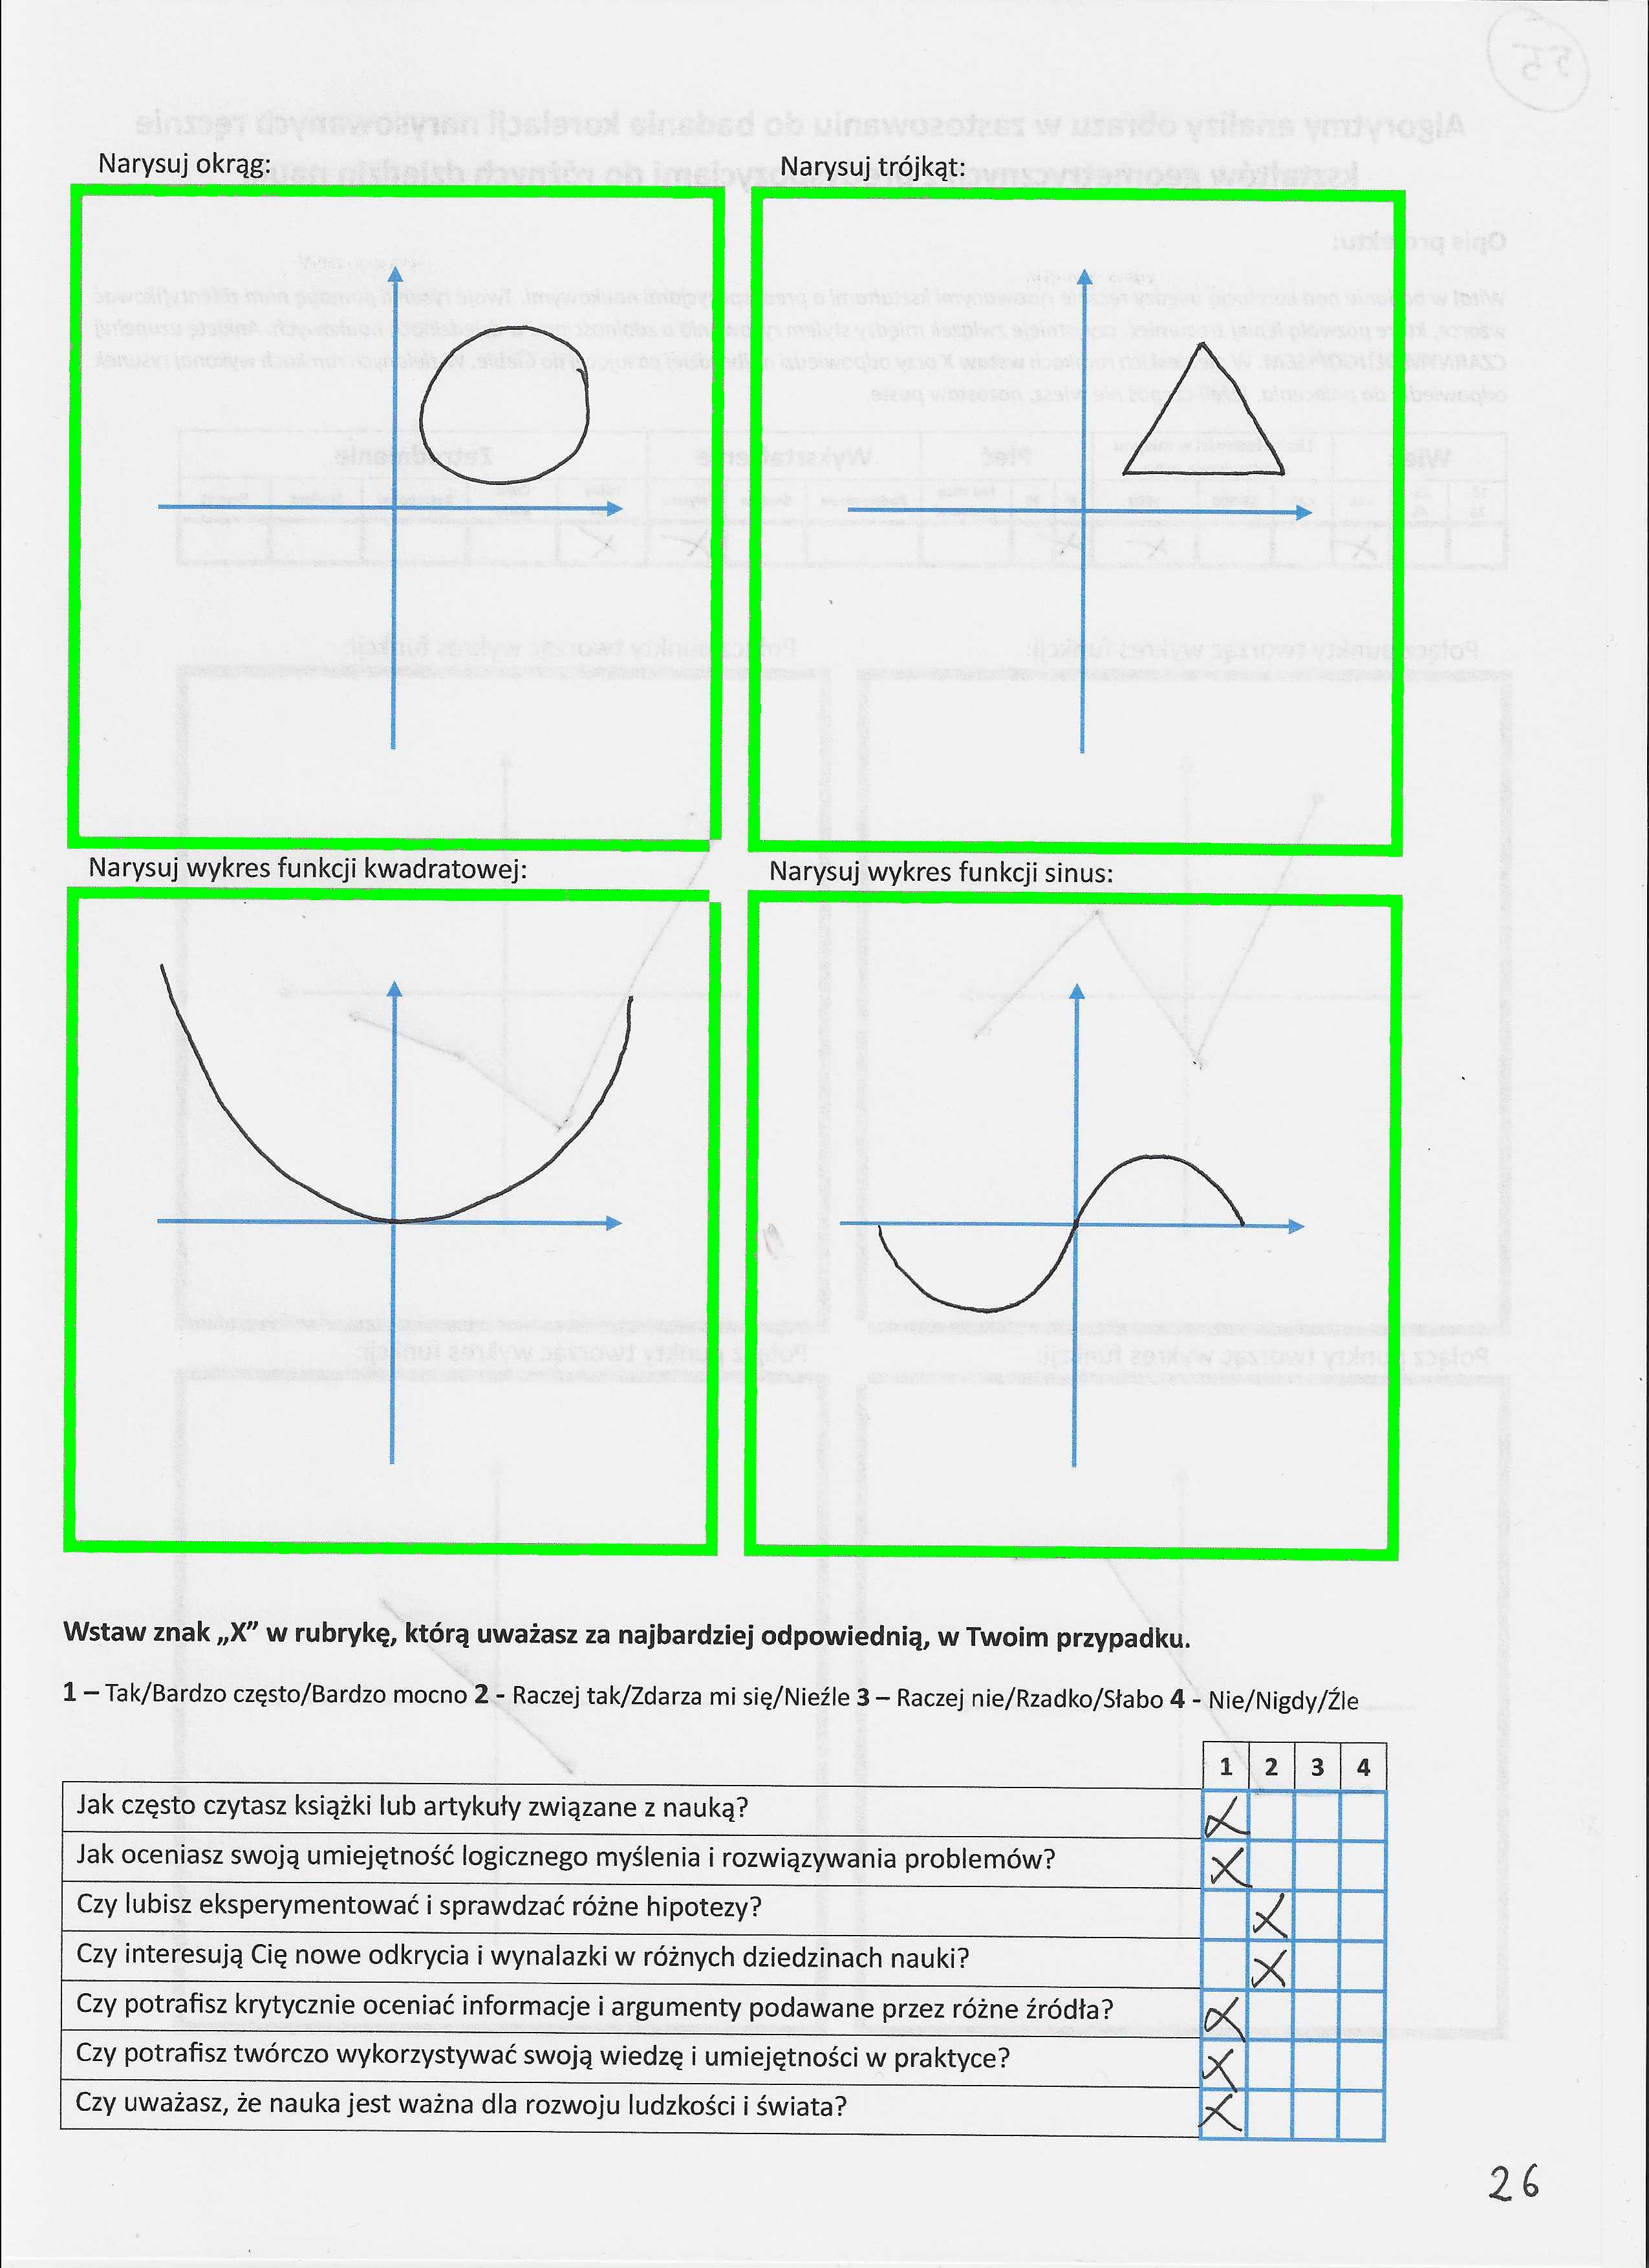 Narysuj okrąg:
Narysuj trójkąt:
Narysuj wykres funkcji kwadratowej:
Narysuj wykres funkcji sinus:
Wstaw znak „X” w rubrykę, którą uważasz za najbardziej odpowiednią, w Twoim przypadku.
1 – Tak/Bardzo często/Bardzo mocno 2 - Raczej tak/Zdarza mi się/Nieźle 3 – Raczej nie/Rzadko/Słabo 4 - Nie/Nigdy/Źle
1 2 3 4
Jak często czytasz książki lub artykuły związane z nauką? X
Jak oceniasz swoją umiejętność logicznego myślenia i rozwiązywania problemów? X
Czy lubisz eksperymentować i sprawdzać różne hipotezy? X
Czy interesują Cię nowe odkrycia i wynalazki w różnych dziedzinach nauki? X
Czy potrafisz krytycznie oceniać informacje i argumenty podawane przez różne źródła? X
Czy potrafisz twórczo wykorzystywać swoją wiedzę i umiejętności w praktyce? X
Czy uważasz, że nauka jest ważna dla rozwoju ludzkości i świata? X
26